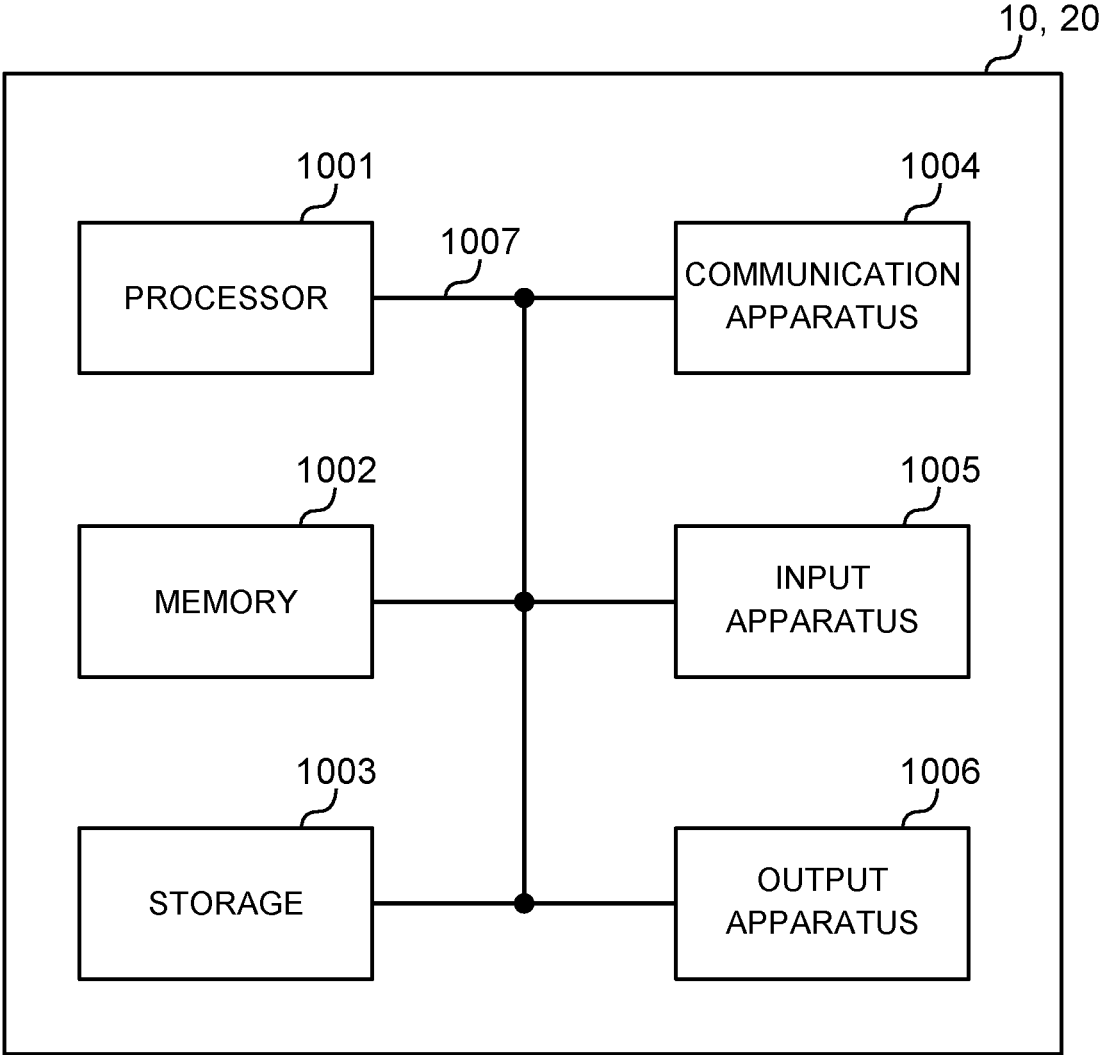 10, 20
1001
1004
PROCESSOR
1007
COMMUNICATION
APPARATUS
1002
1005
MEMORY
INPUT
APPARATUS
1003
1006
STORAGE
OUTPUT
APPARATUS